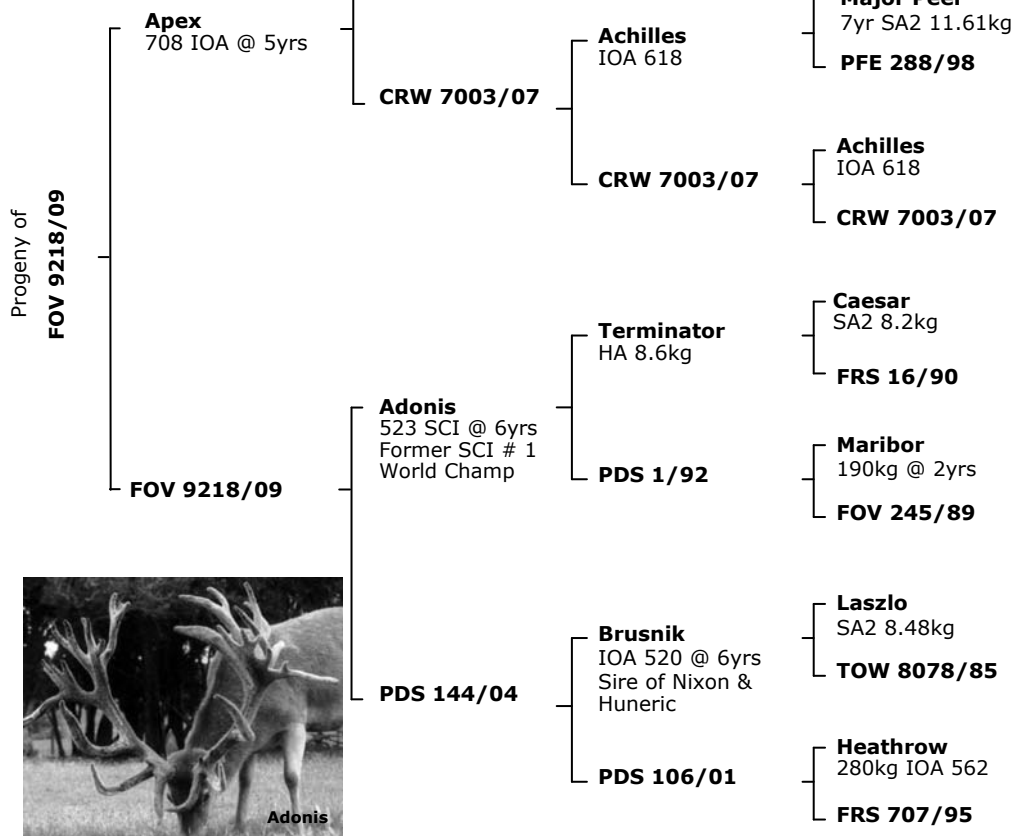 Progeny of
FOV 9218/09
Apex
708 IOA @ 5yrs
FOV 9218/09
CRW 7003/07
Adonis
523 SCI @ 6yrs
Former SCI # 1
World Champ
PDS 144/04
Achilles
IOA 618
CRW 7003/07
Terminator
HA 8.6kg
PDS 1/92
Brusnik
IOA 520 @ 6yrs
Sire of Nixon &
Huneric
PDS 106/01
Major Peel
7yr SA2 11.61kg
PFE 288/98
Achilles
IOA 618
CRW 7003/07
Caesar
SA2 8.2kg
FRS 16/90
Maribor
190kg @ 2yrs
FOV 245/89
Laszlo
SA2 8.48kg
TOW 8078/85
Heathrow
280kg IOA 562
FRS 707/95
Adonis